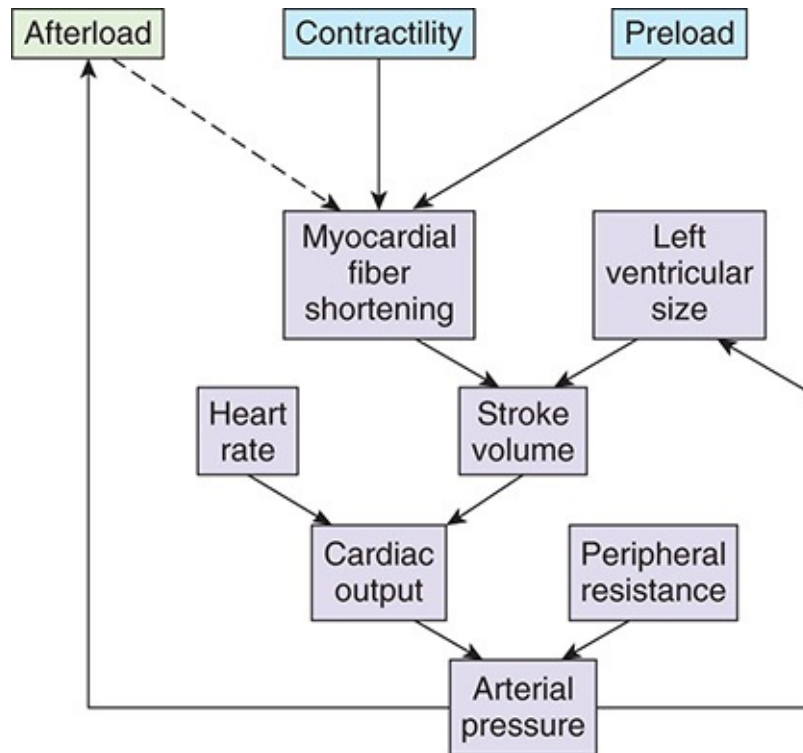 Afterload
Contractility
Preload
Myocardial
fiber
shortening
Left
ventricular
size
Heart
rate
Stroke
volume
Cardiac
output
Peripheral
resistance
Arterial
pressure